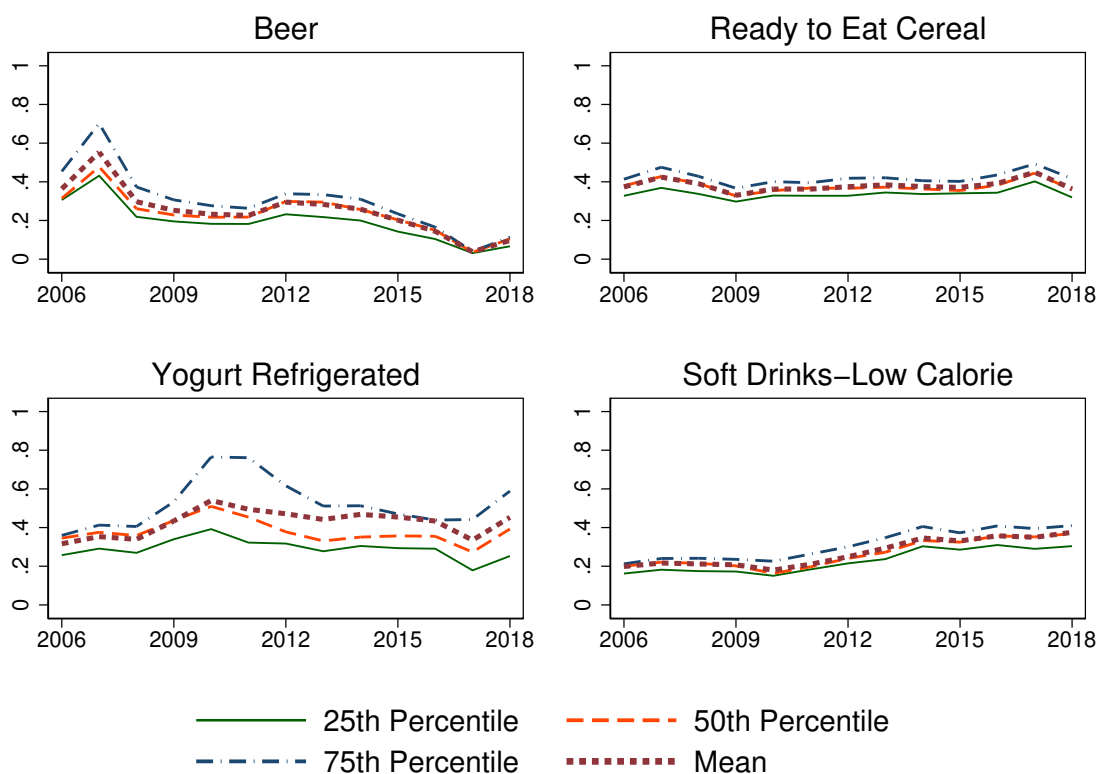 Beer
1
.8
.6
.4
.2
0
2006 2009 2012 2015 2018
Ready to Eat Cereal
1
.8
.6
.4
.2
0
2006 2009 2012 2015 2018
Yogurt Refrigerated
1
.8
.6
.4
.2
0
2006 2009 2012 2015 2018
Soft Drinks−Low Calorie
1
.8
.6
.4
.2
0
2006 2009 2012 2015 2018
25th Percentile 50th Percentile
75th Percentile Mean